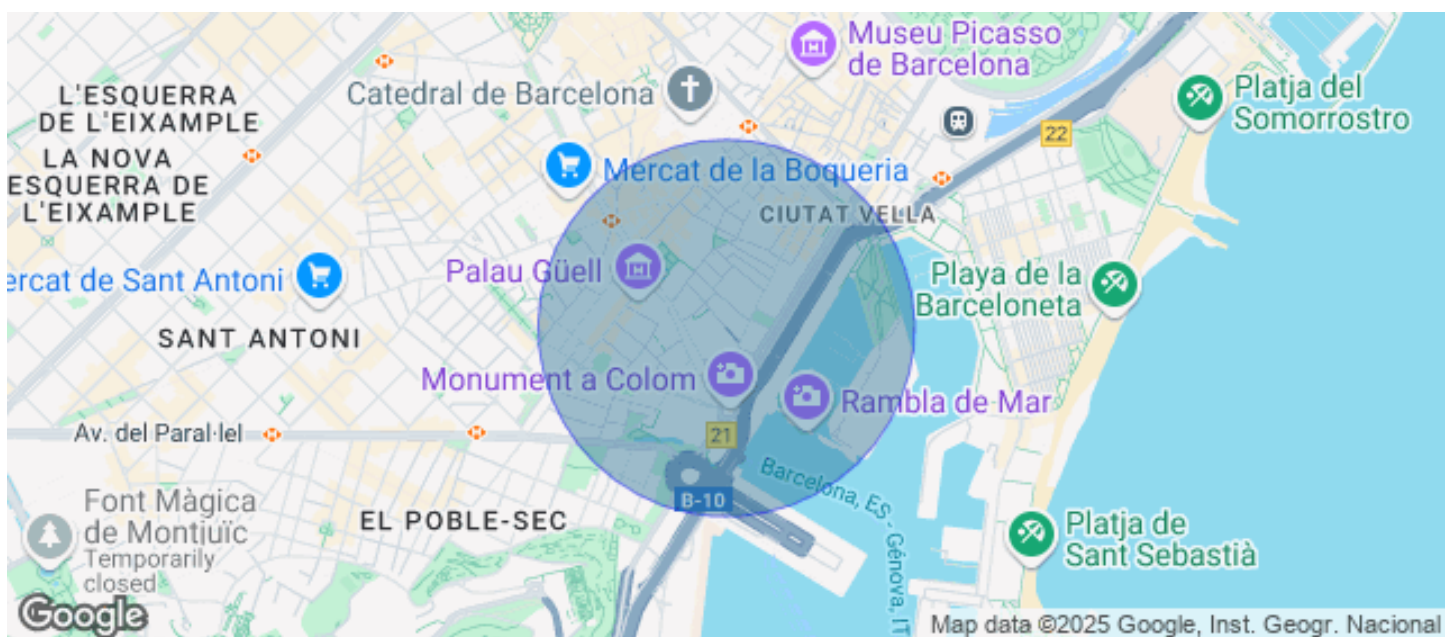 Museu Picasso
de Barcelona
L'ESQUERRA
DE L'EIXAMPLE
Catedral de Barcelona
Platja del
Somorrostro
22
LA NOVA
ESQUERRA DE
L'EIXAMPLE
Mercat de la Boqueria
CIUTAT VELLA
ercat de Sant Antoni
Palau Güell
Playa de la
Barceloneta
SANT ANTONI
Monument a Colom
Rambla de Mar
Av. del Paral·lel
21
Barcelona, ES - Génova, IT
B-10
Font Màgica
de Montjuïc
Temporarily
closed
EL POBLE-SEC
Platja de
Sant Sebastià
Google
Map data ©2025 Google, Inst. Geogr. Nacional